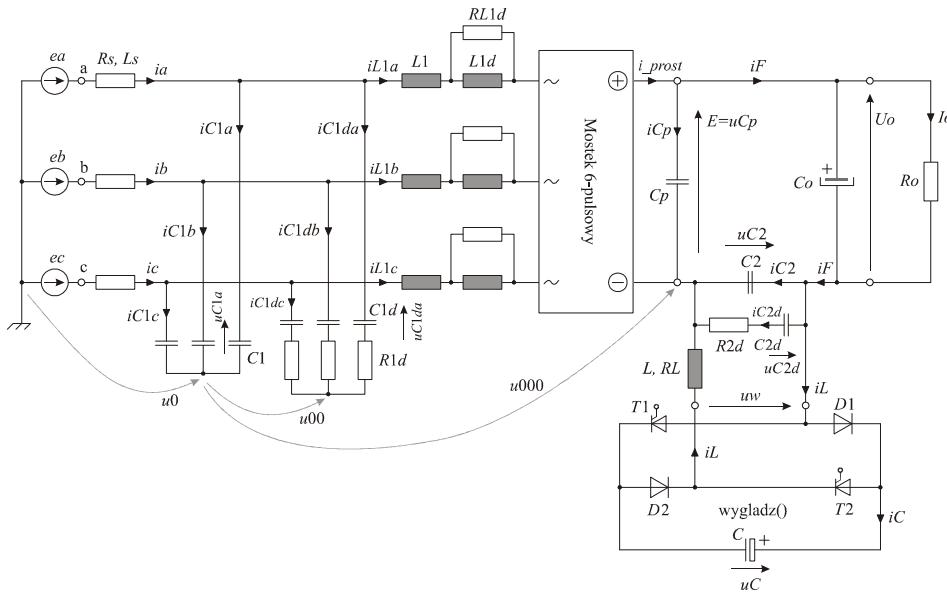 RL1d
ea a Rs, Ls ia iL1a L1 L1d ~ + i_prost iF
iC1a iC1da iCp E=uCp Uo
eb b ib iL1b ~ Mostek 6-pulsowy Cp Co + Ro
iC1b iC1db uC2
ec c ic iL1c ~ − C2 iC2 iF
iC1c uC1a C1 iC1dc C1d uC1da iC2d
R1d R2d C2d
uC2d
u0 u00 u000 L, RL iL
uw
T1 D1
iL
D2 wygladz() T2 iC
C +
uC